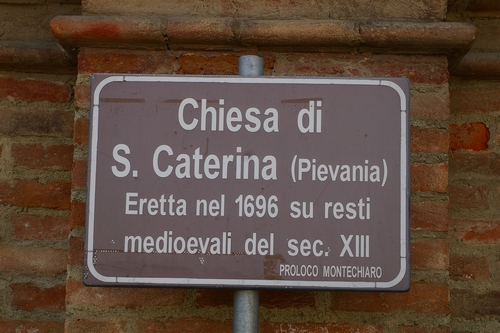 Chiesa di
S. Caterina (Pievania)
Eretta nel 1696 su resti
medioevali del sec. XIII
PROLOCO MONTECHIARO